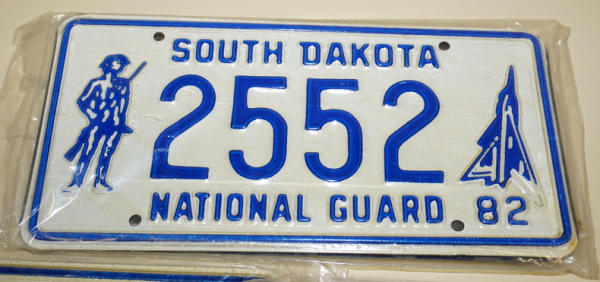 SOUTH DAKOTA
2552
NATIONAL GUARD 82